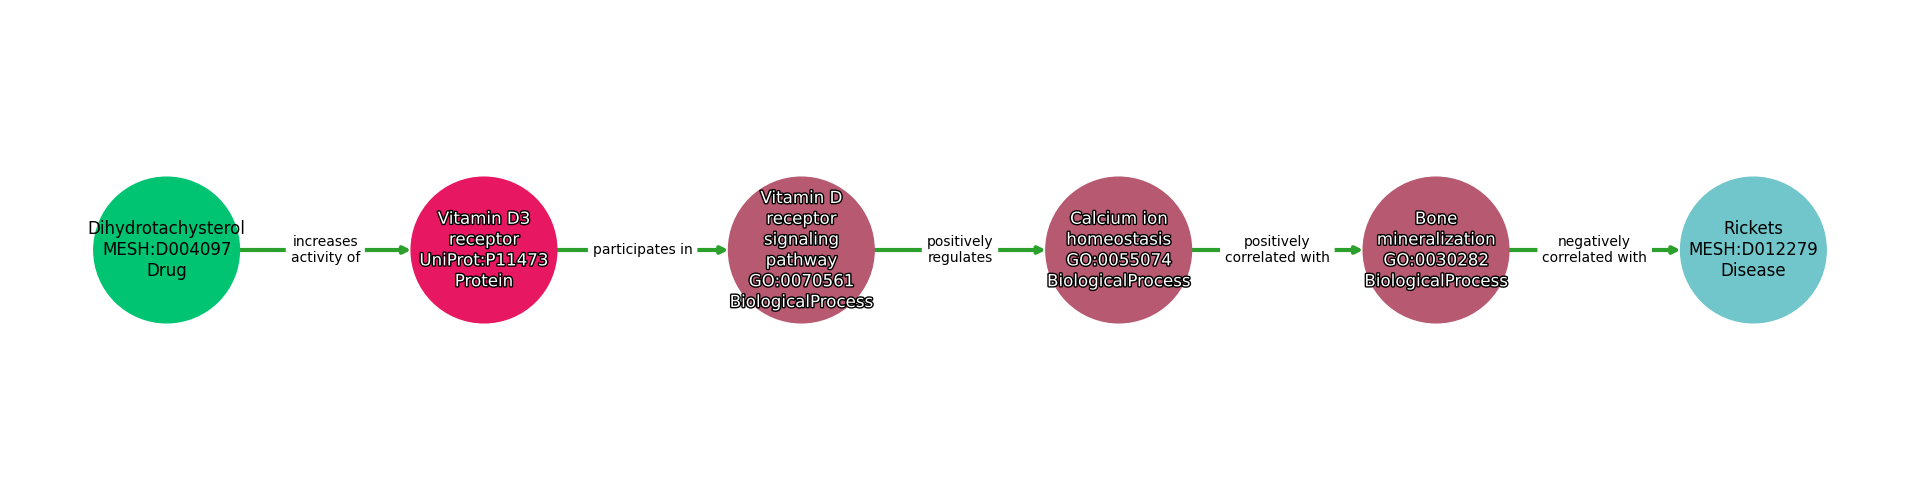 Dihydrotachysterol
MESH:D004097
Drug
increases
activity of
Vitamin D3
receptor
UniProt:P11473
Protein
participates in
Vitamin D
receptor
signaling
pathway
GO:0070561
BiologicalProcess
positively
regulates
Calcium ion
homeostasis
GO:0055074
BiologicalProcess
positively
correlated with
Bone
mineralization
GO:0030282
BiologicalProcess
negatively
correlated with
Rickets
MESH:D012279
Disease